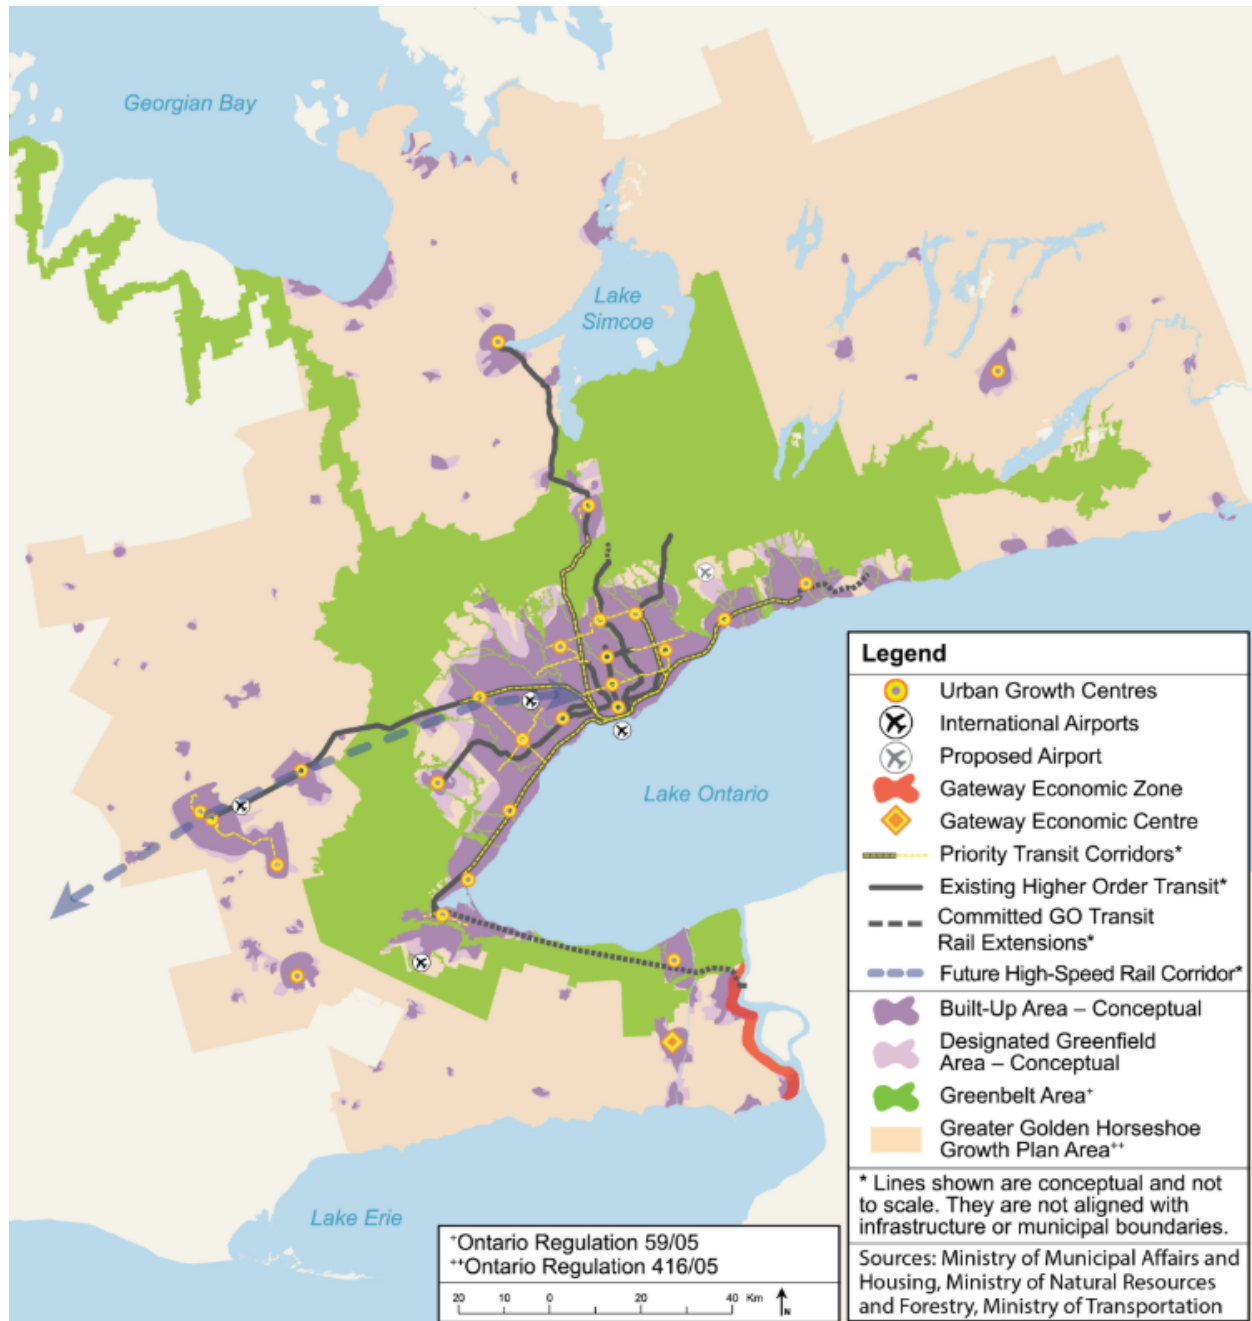 Georgian Bay
Lake
Simcoe
Lake Ontario
Lake Erie
Legend
Urban Growth Centres
International Airports
Proposed Airport
Gateway Economic Zone
Gateway Economic Centre
Priority Transit Corridors*
Existing Higher Order Transit*
Committed GO Transit
Rail Extensions*
Future High-Speed Rail Corridor*
Built-Up Area – Conceptual
Designated Greenfield
Area – Conceptual
Greenbelt Area+
Greater Golden Horseshoe
Growth Plan Area++
* Lines shown are conceptual and not
to scale. They are not aligned with
infrastructure or municipal boundaries.
Sources: Ministry of Municipal Affairs and
Housing, Ministry of Natural Resources
and Forestry, Ministry of Transportation
+Ontario Regulation 59/05
++Ontario Regulation 416/05
20 10 0 20 40 Km N